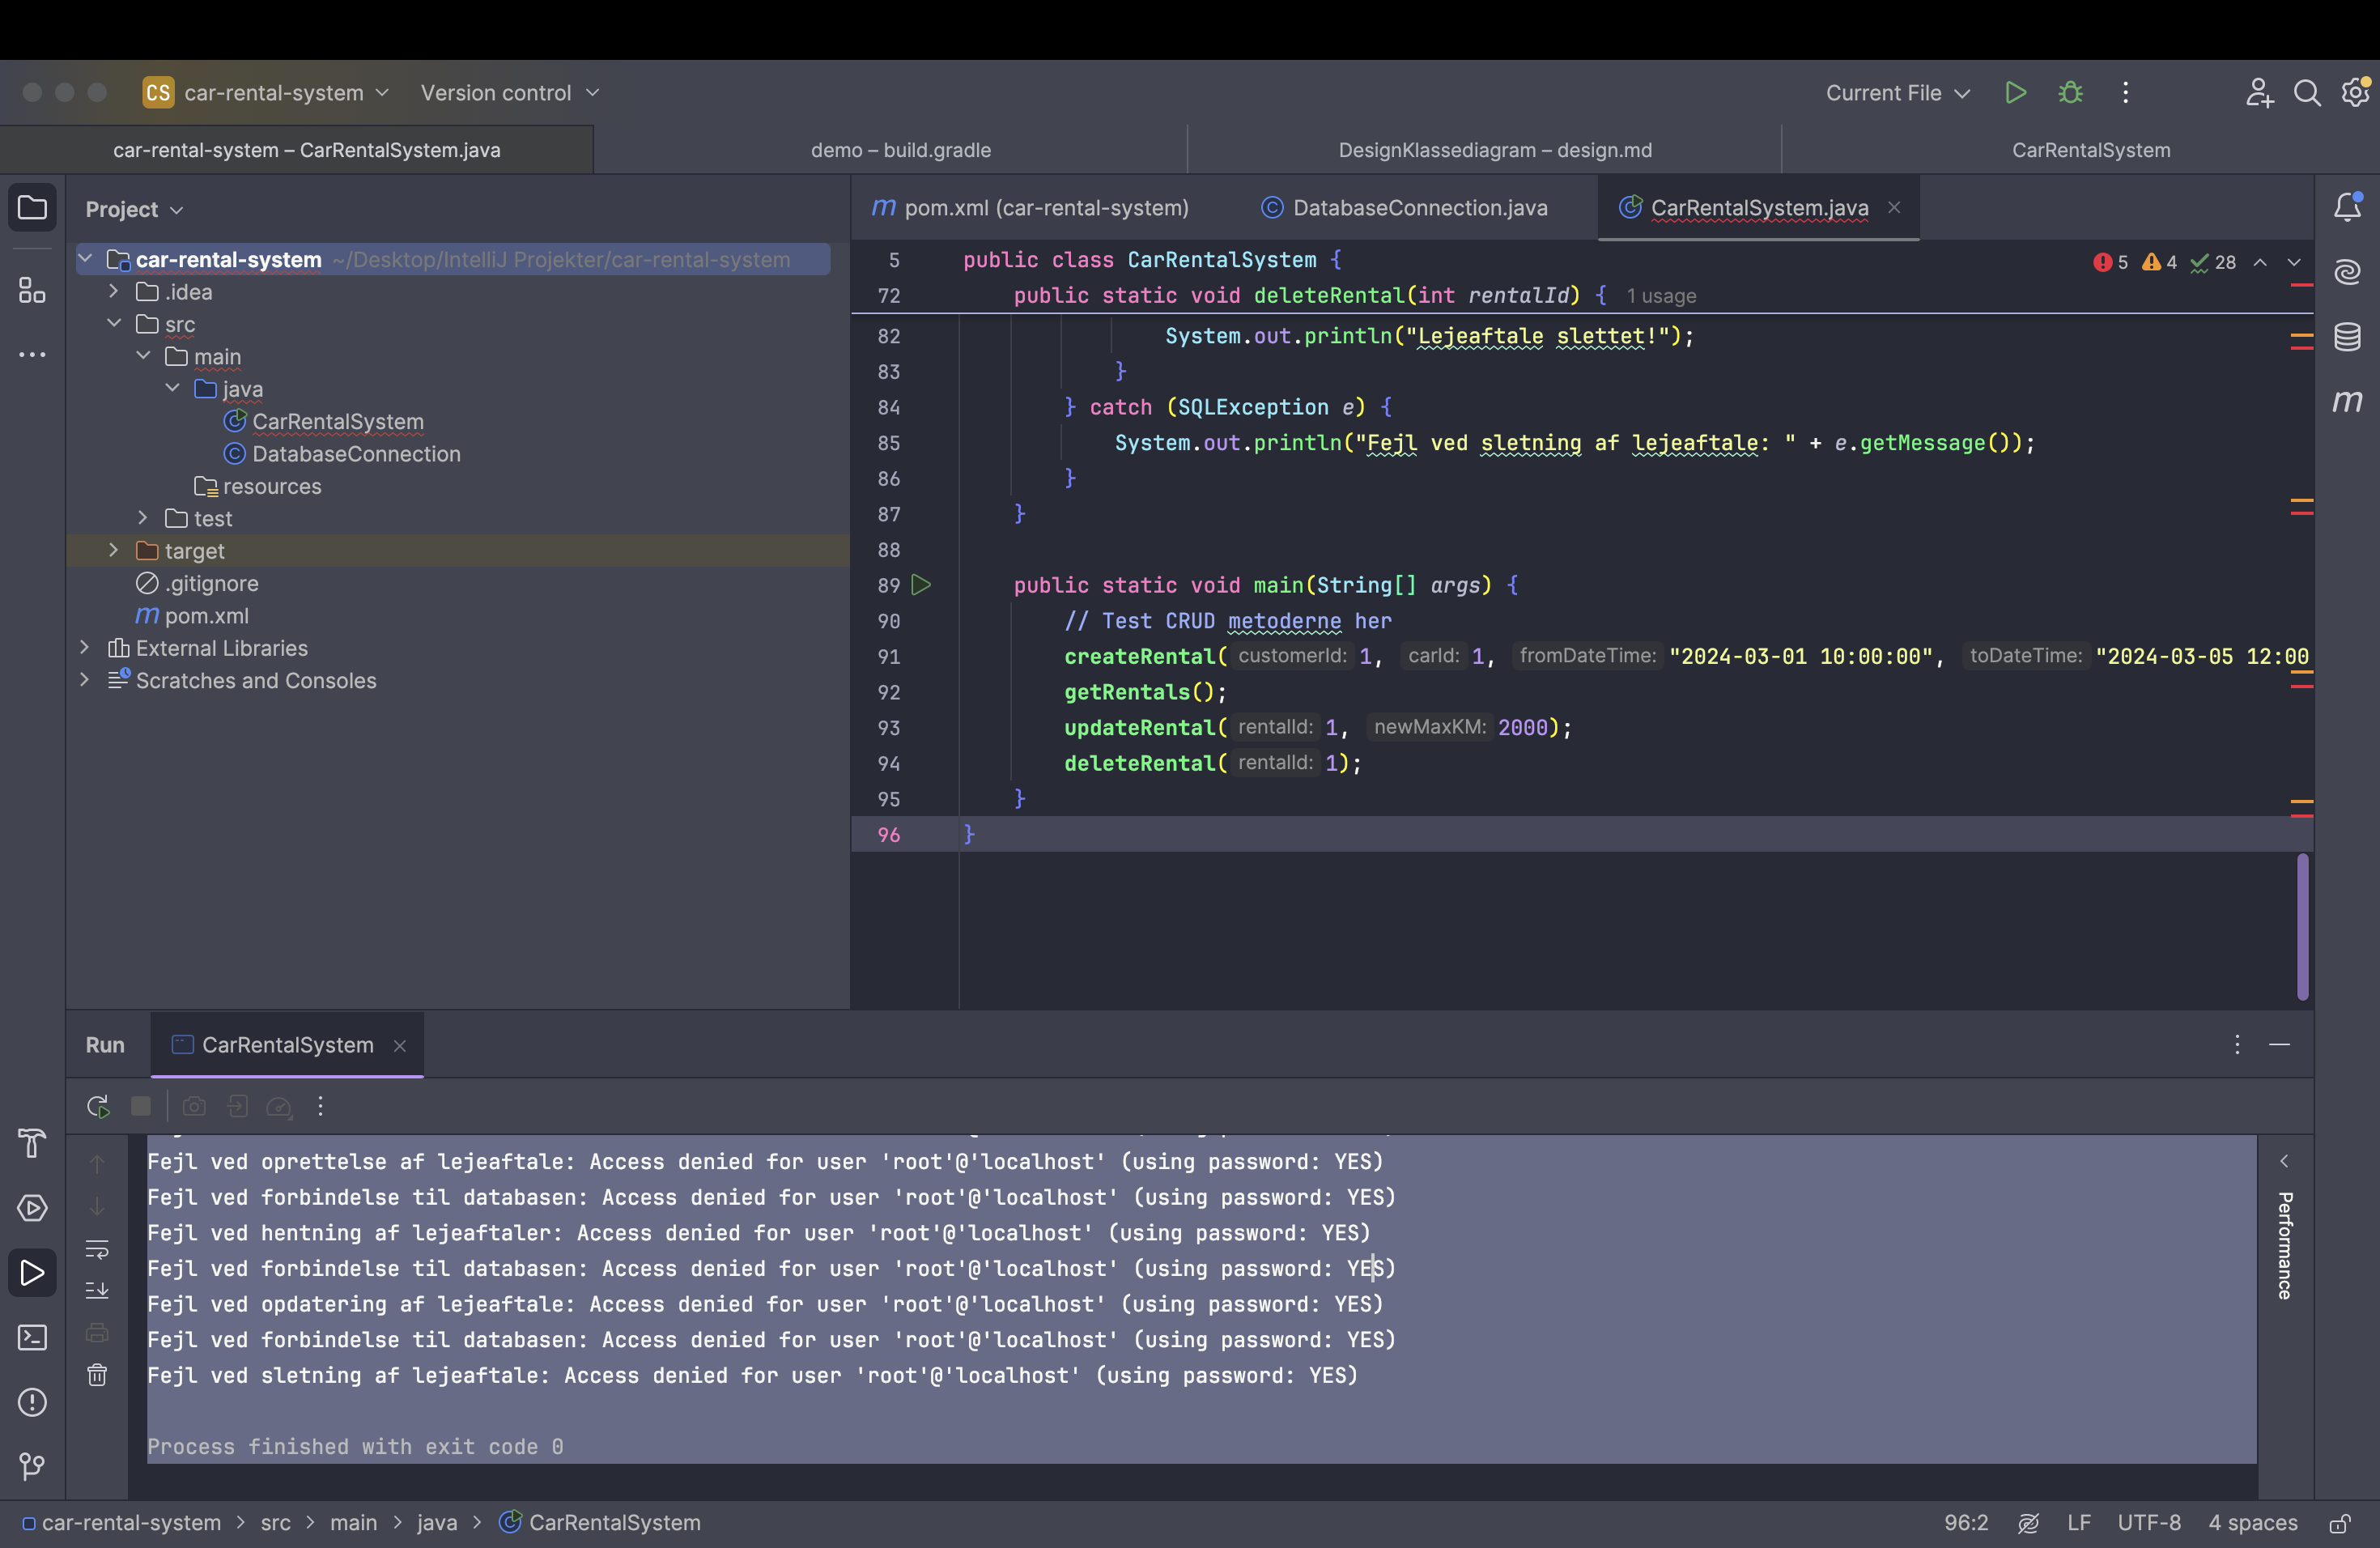 CS car-rental-system Version control Current File
car-rental-system – CarRentalSystem.java demo – build.gradle DesignKlassediagram – design.md CarRentalSystem
Project
car-rental-system ~/Desktop/IntelliJ Projekter/car-rental-system
.idea
src
main
java
CarRentalSystem
DatabaseConnection
resources
test
target
.gitignore
m pom.xml
External Libraries
Scratches and Consoles
m pom.xml (car-rental-system) DatabaseConnection.java CarRentalSystem.java
5 4 28
5 public class CarRentalSystem {
72 public static void deleteRental(int rentalId) { 1 usage
82 System.out.println("Lejeaftale slettet!");
83 }
84 } catch (SQLException e) {
85 System.out.println("Fejl ved sletning af lejeaftale: " + e.getMessage());
86 }
87 }
88
89 public static void main(String[] args) {
90 // Test CRUD metoderne her
91 createRental( customerId: 1, carId: 1, fromDateTime: "2024-03-01 10:00:00", toDateTime: "2024-03-05 12:00
92 getRentals();
93 updateRental( rentalId: 1, newMaxKM: 2000);
94 deleteRental( rentalId: 1);
95 }
96 }
m
Run CarRentalSystem
Fejl ved oprettelse af lejeaftale: Access denied for user 'root'@'localhost' (using password: YES)
Fejl ved forbindelse til databasen: Access denied for user 'root'@'localhost' (using password: YES)
Fejl ved hentning af lejeaftaler: Access denied for user 'root'@'localhost' (using password: YES)
Fejl ved forbindelse til databasen: Access denied for user 'root'@'localhost' (using password: YES)
Fejl ved opdatering af lejeaftale: Access denied for user 'root'@'localhost' (using password: YES)
Fejl ved forbindelse til databasen: Access denied for user 'root'@'localhost' (using password: YES)
Fejl ved sletning af lejeaftale: Access denied for user 'root'@'localhost' (using password: YES)
Process finished with exit code 0
Performance
car-rental-system > src > main > java > CarRentalSystem 96:2 LF UTF-8 4 spaces